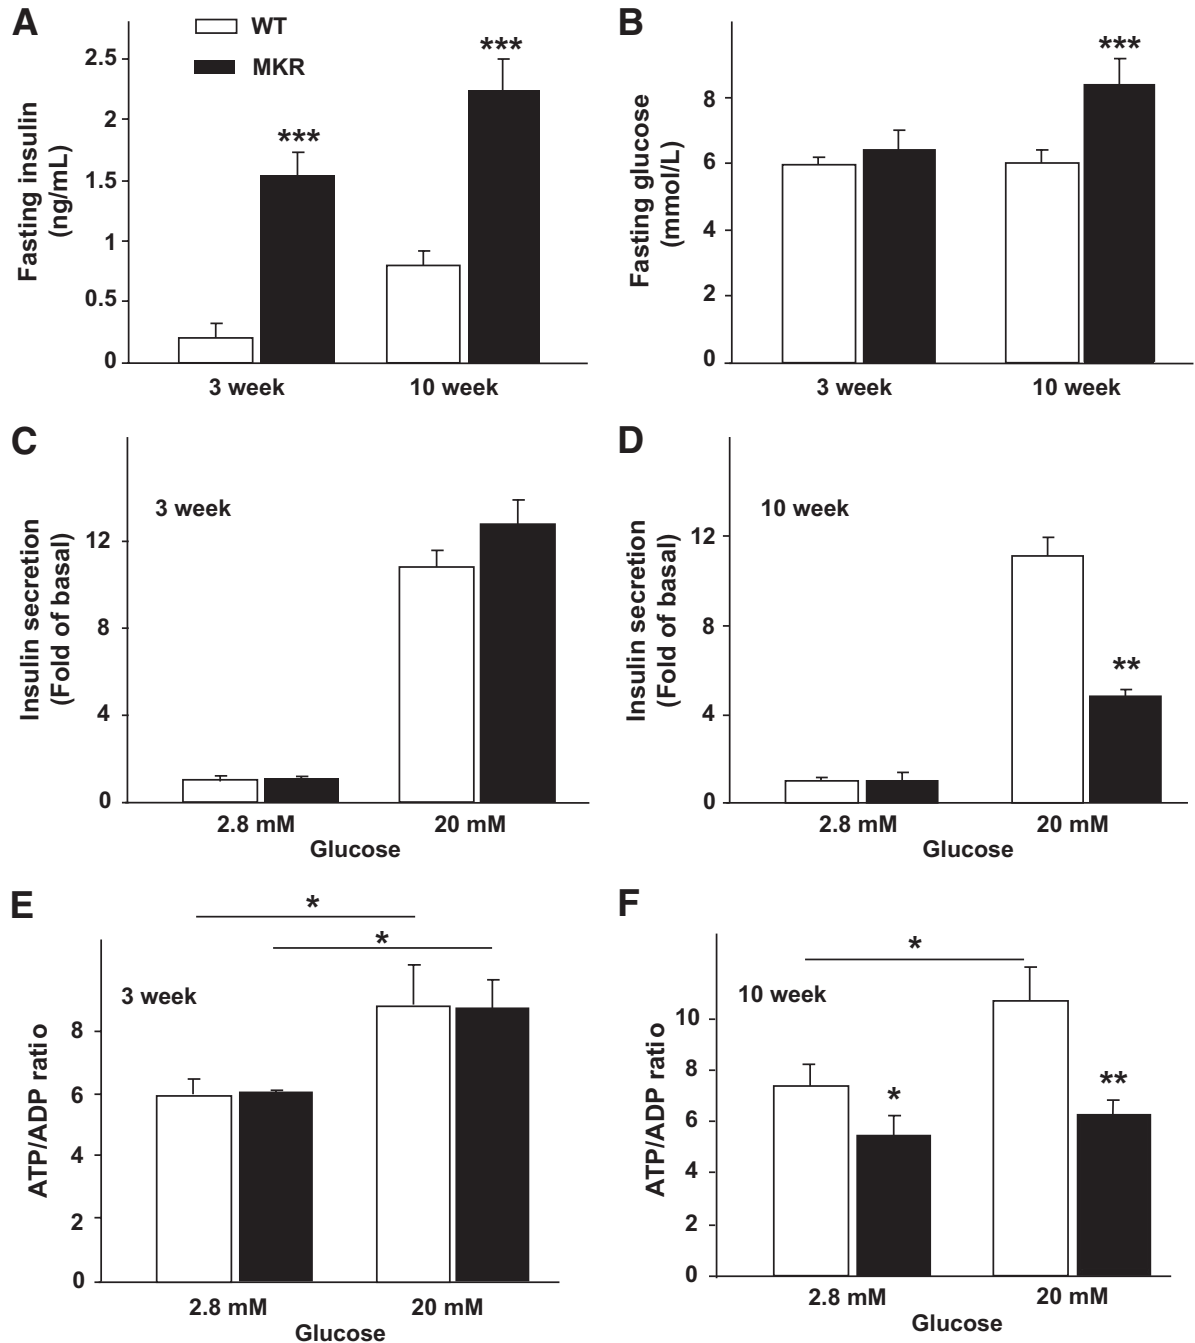 A
WT
MKR
***
***
Fasting insulin
(ng/mL)
2.5
2
1.5
1
0.5
0
3 week
10 week
B
***
Fasting glucose
(mmol/L)
8
6
4
2
0
3 week
10 week
C
3 week
Insulin secretion
(Fold of basal)
12
8
4
0
2.8 mM
20 mM
Glucose
D
10 week
**
Insulin secretion
(Fold of basal)
12
8
4
0
2.8 mM
20 mM
Glucose
E
*
*
3 week
ATP/ADP ratio
8
6
4
2
0
2.8 mM
20 mM
Glucose
F
*
10 week
*
**
ATP/ADP ratio
10
8
6
4
2
0
2.8 mM
20 mM
Glucose